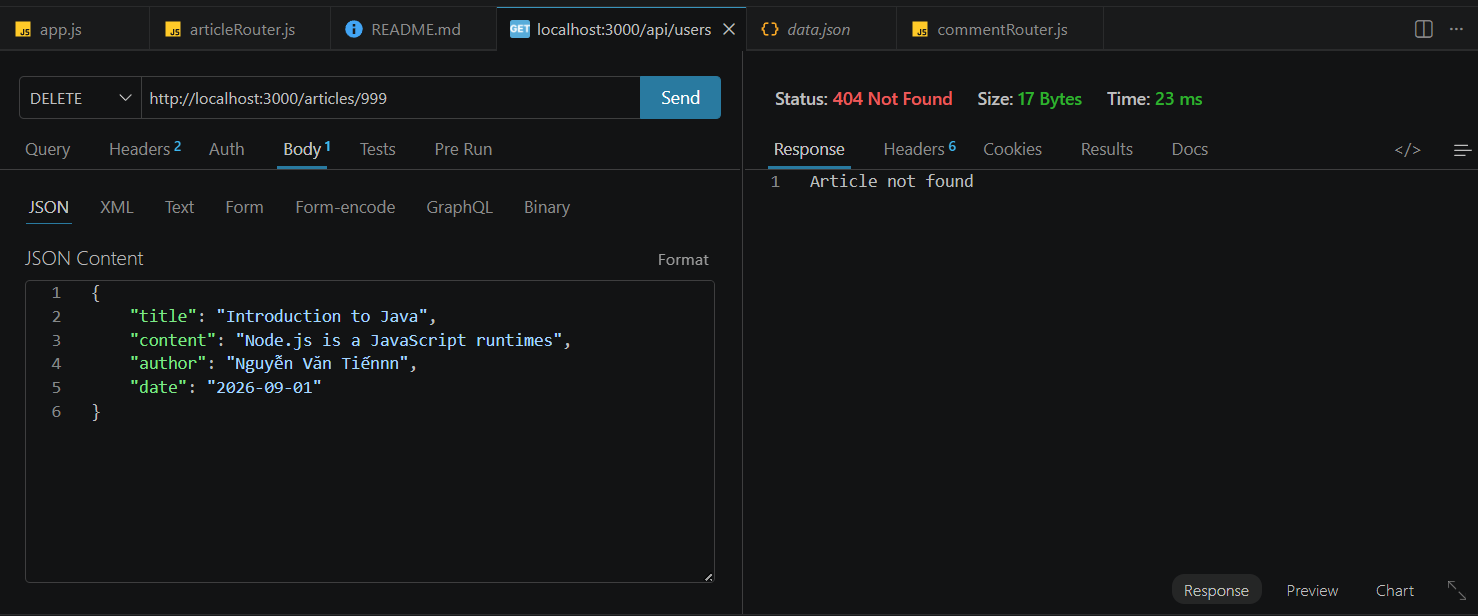 JS app.js JS articleRouter.js README.md GET localhost:3000/api/users data.json JS commentRouter.js
DELETE http://localhost:3000/articles/999 Send
Query Headers 2 Auth Body 1 Tests Pre Run
JSON XML Text Form Form-encode GraphQL Binary
JSON Content Format
1 {
2 "title": "Introduction to Java",
3 "content": "Node.js is a JavaScript runtimes",
4 "author": "Nguyễn Văn Tiếnnn",
5 "date": "2026-09-01"
6 }
Status: 404 Not Found Size: 17 Bytes Time: 23 ms
Response Headers 6 Cookies Results Docs </>
1 Article not found
Response Preview Chart